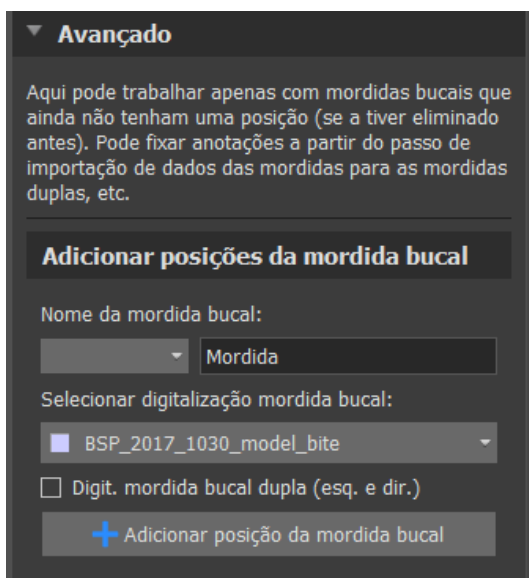 Avançado
Aqui pode trabalhar apenas com mordidas bucais que
ainda não tenham uma posição (se a tiver eliminado
antes). Pode fixar anotações a partir do passo de
importação de dados das mordidas para as mordidas
duplas, etc.
Adicionar posições da mordida bucal
Nome da mordida bucal:
Mordida
Selecionar digitalização mordida bucal:
BSP_2017_1030_model_bite
Digit. mordida bucal dupla (esq. e dir.)
Adicionar posição da mordida bucal